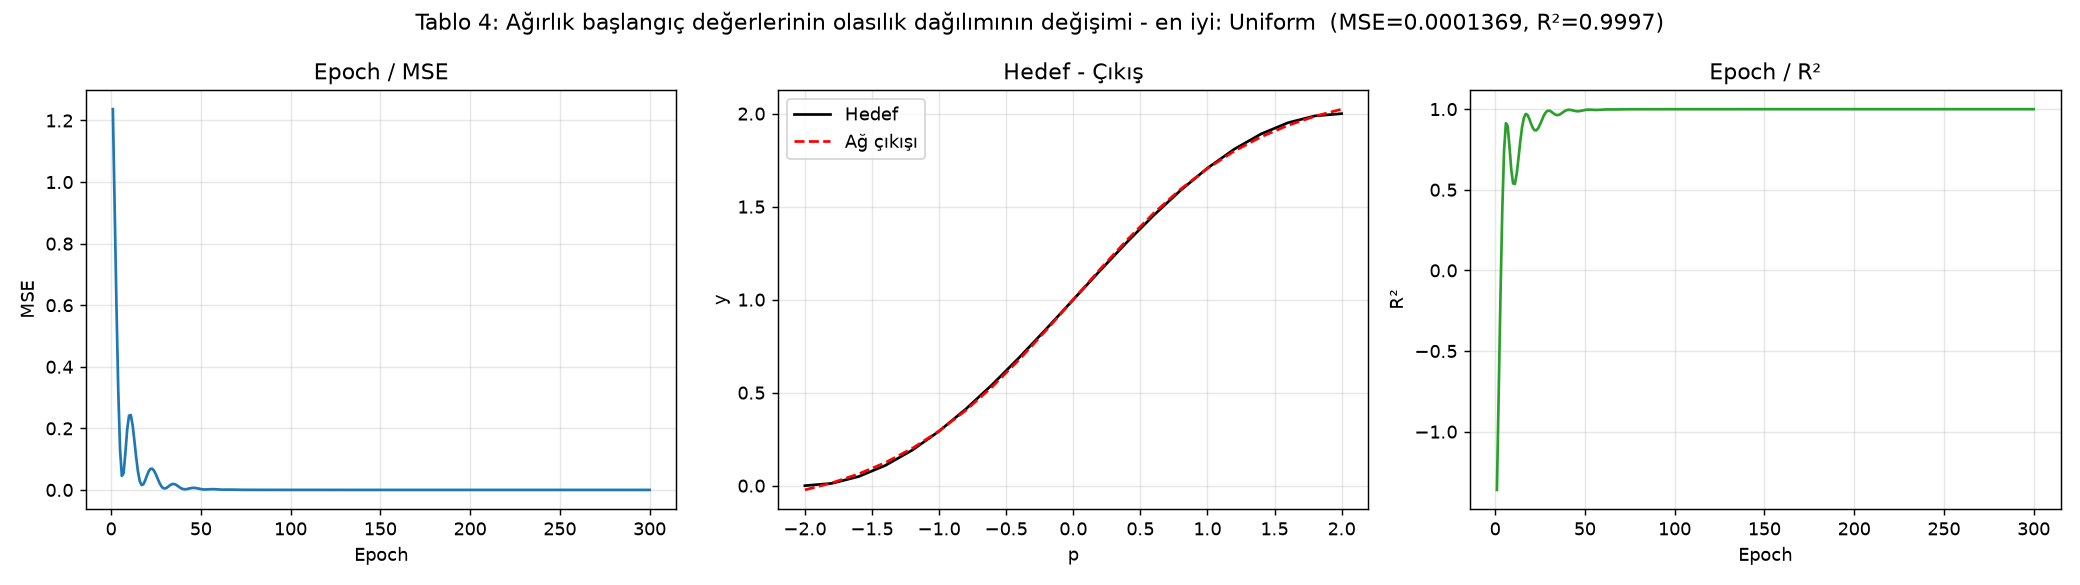 Tablo 4: Ağırlık başlangıç değerlerinin olasılık dağılımının değişimi - en iyi: Uniform  (MSE=0.0001369, R²=0.9997)
Epoch / MSE
1.2
1.0
0.8
0.6
0.4
0.2
0.0
MSE
0 50 100 150 200 250 300
Epoch
Hedef - Çıkış
Hedef
Ağ çıkışı
2.0
1.5
1.0
0.5
0.0
y
−2.0 −1.5 −1.0 −0.5 0.0 0.5 1.0 1.5 2.0
p
Epoch / R²
1.0
0.5
0.0
−0.5
−1.0
R²
0 50 100 150 200 250 300
Epoch